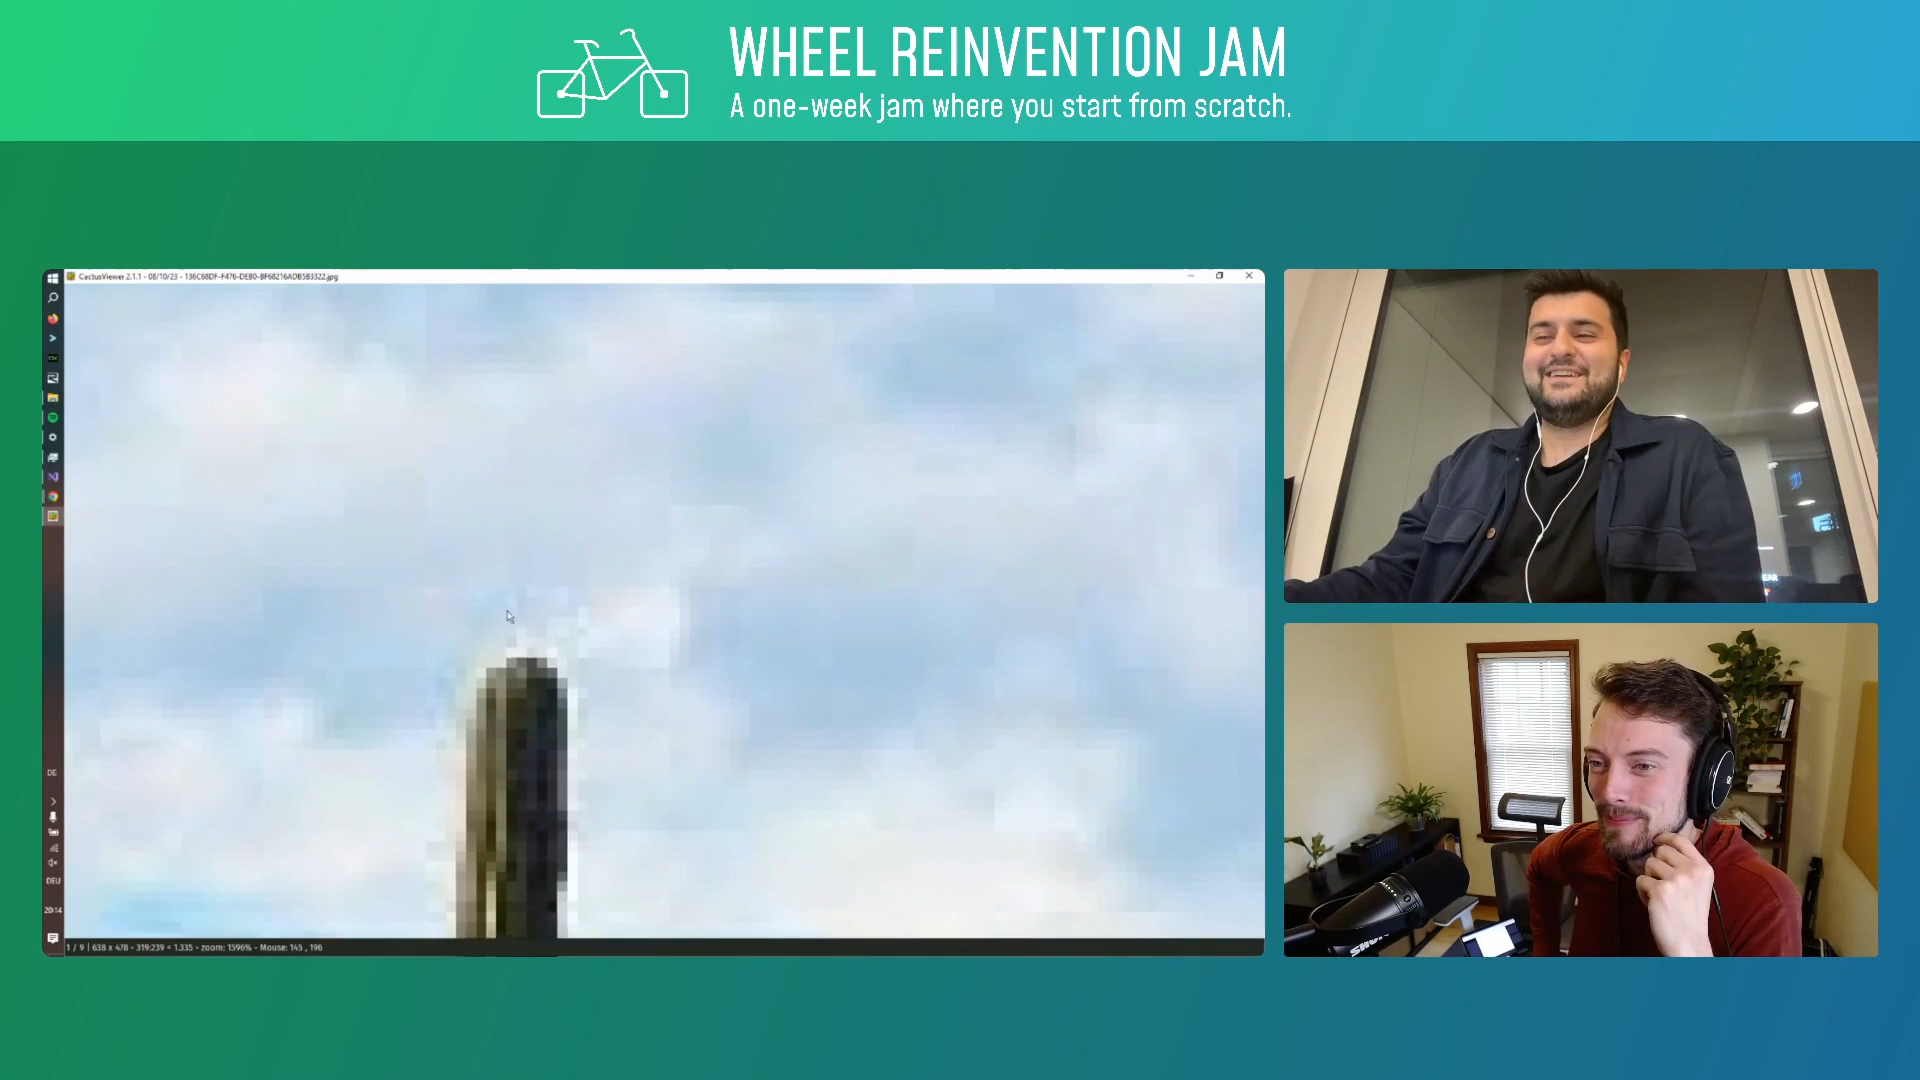 WHEEL REINVENTION JAM
A one-week jam where you start from scratch.
CactusViewer 2.1.1 - 08/10/23 - 136C68DF-F476-DEB0-BF68216ADB5B3322.jpg
DE
DEU
20:14
1 / 9 | 638 x 478 - 319:239 = 1.335 - zoom: 1596% - Mouse: 145 , 196